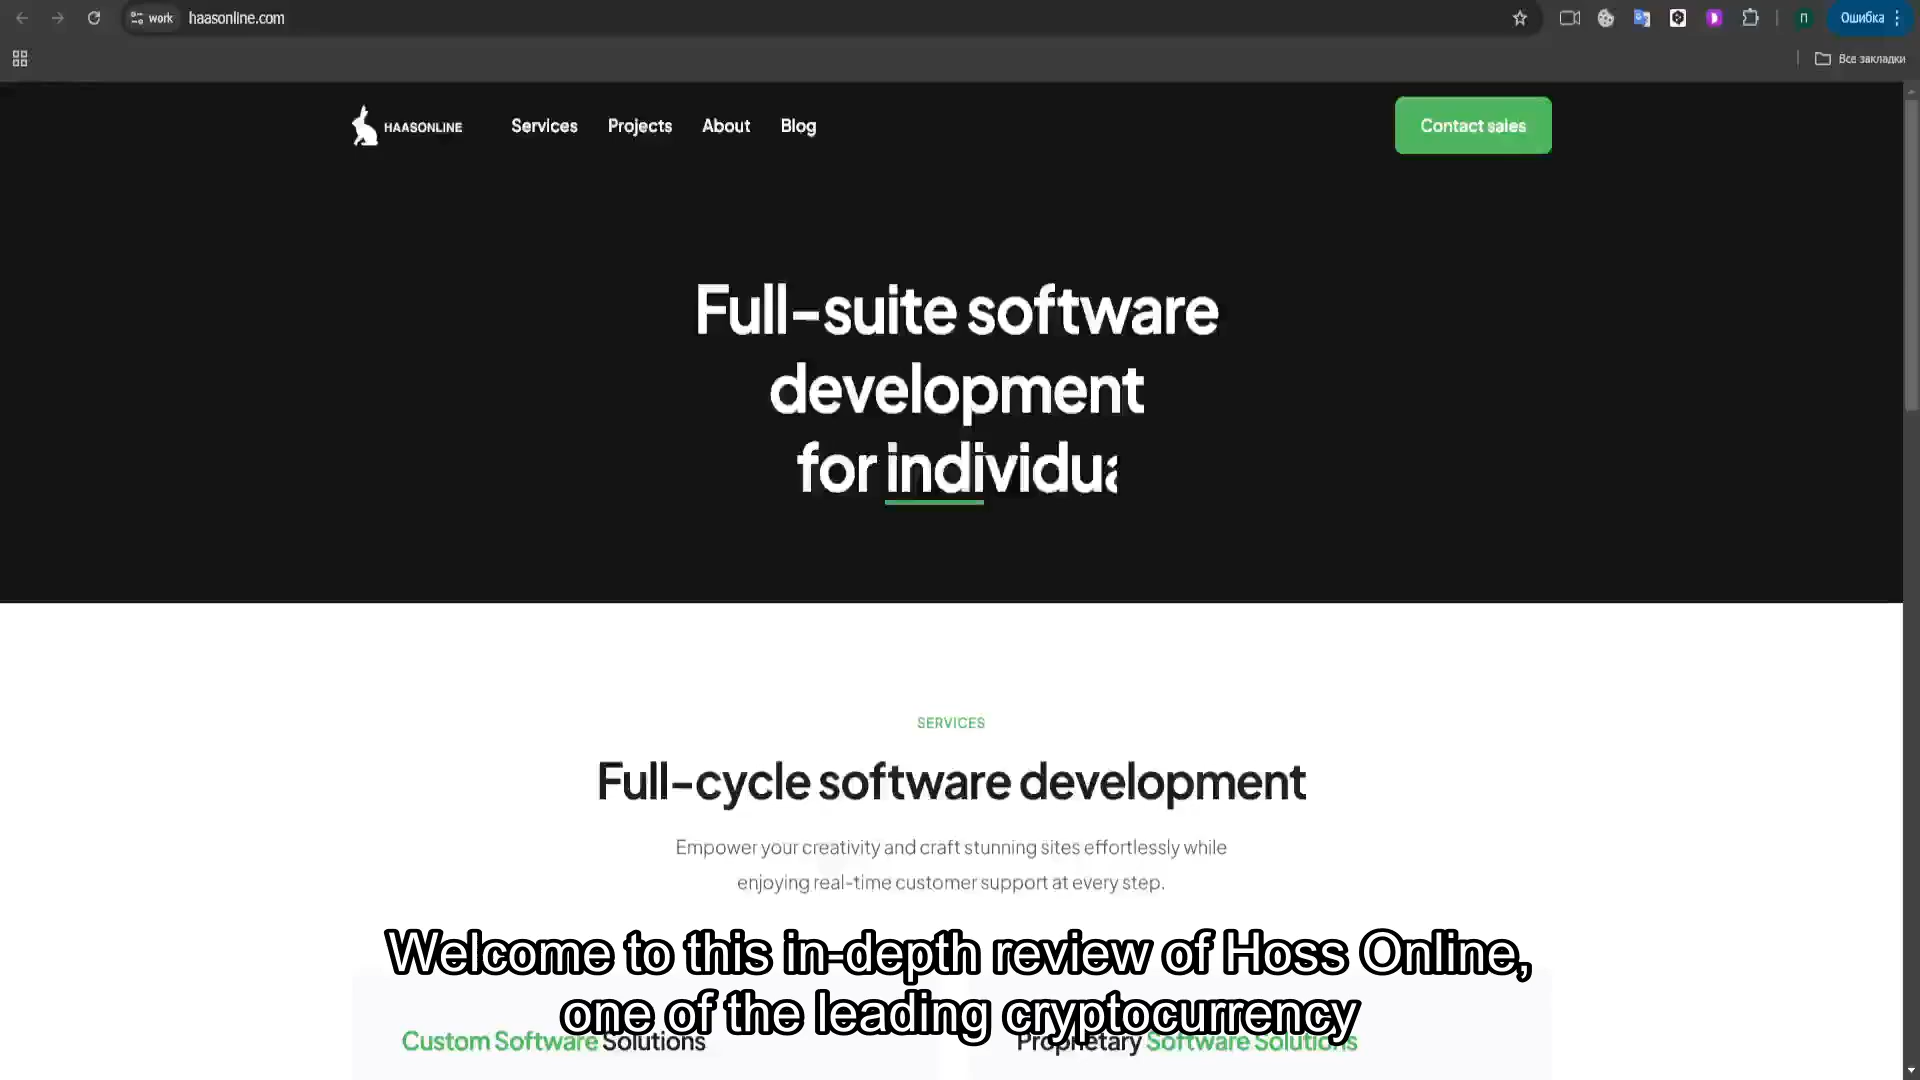 work haasonline.com Ошибка
Все закладки
HAASONLINE Services Projects About Blog Contact sales
Full-suite software
development
for individua
SERVICES
Full-cycle software development
Empower your creativity and craft stunning sites effortlessly while
enjoying real-time customer support at every step.
Welcome to this in-depth review of Hoss Online,
one of the leading cryptocurrency
Custom Software Solutions
Proprietary Software Solutions